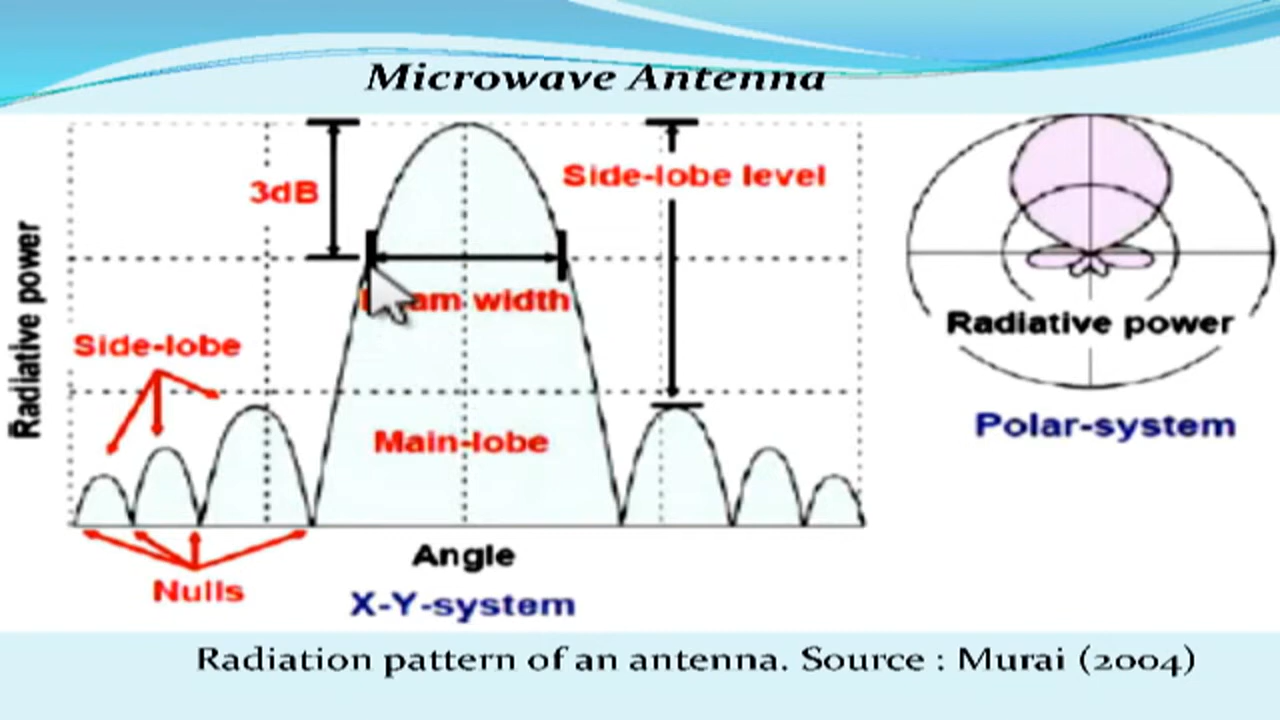 Microwave Antenna
3dB
Side-lobe level
Radiative power
am width
Side-lobe
Main-lobe
Nulls
Angle
X-Y-system
Radiative power
Polar-system
Radiation pattern of an antenna. Source : Murai (2004)